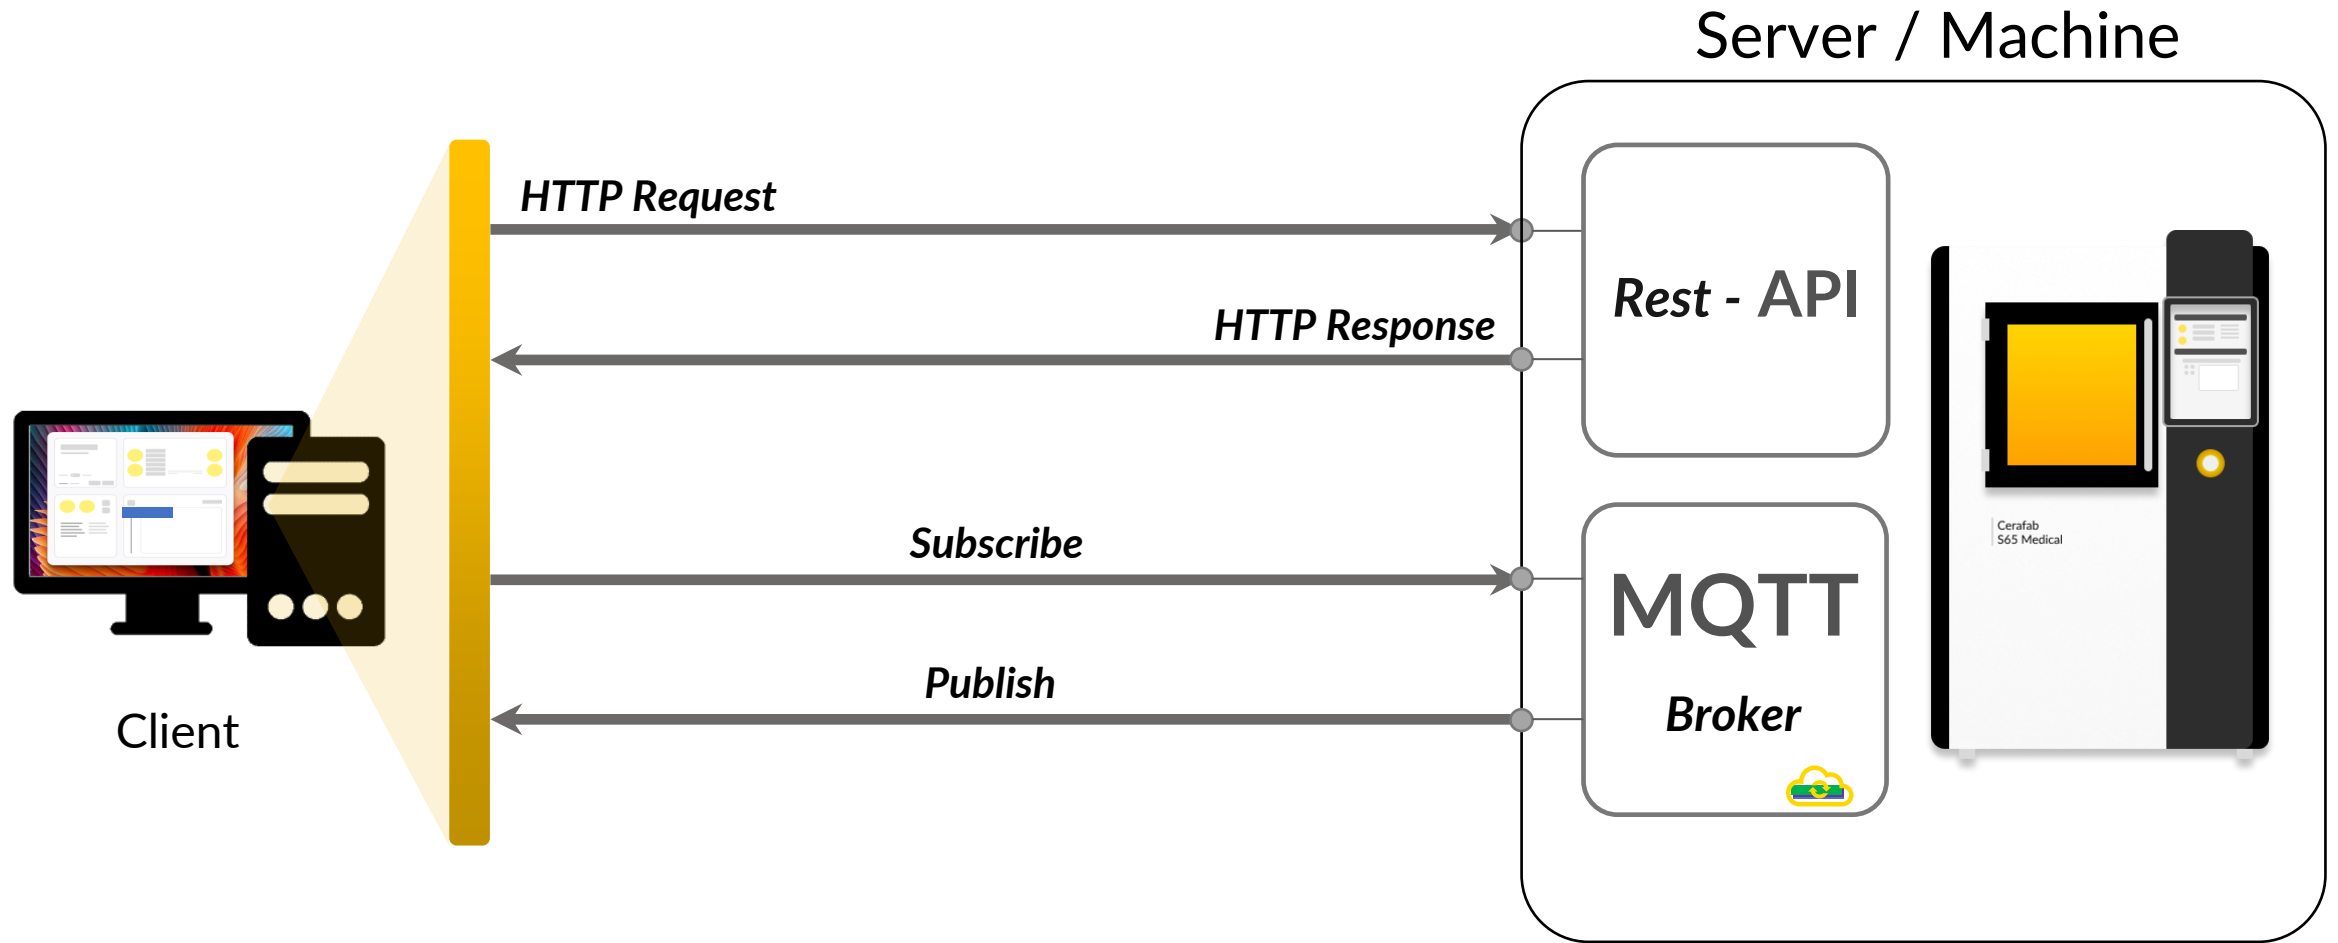 Server / Machine
HTTP Request
HTTP Response
Rest - API
Subscribe
Publish
MQTT
Broker
Client
Cerafab
S65 Medical